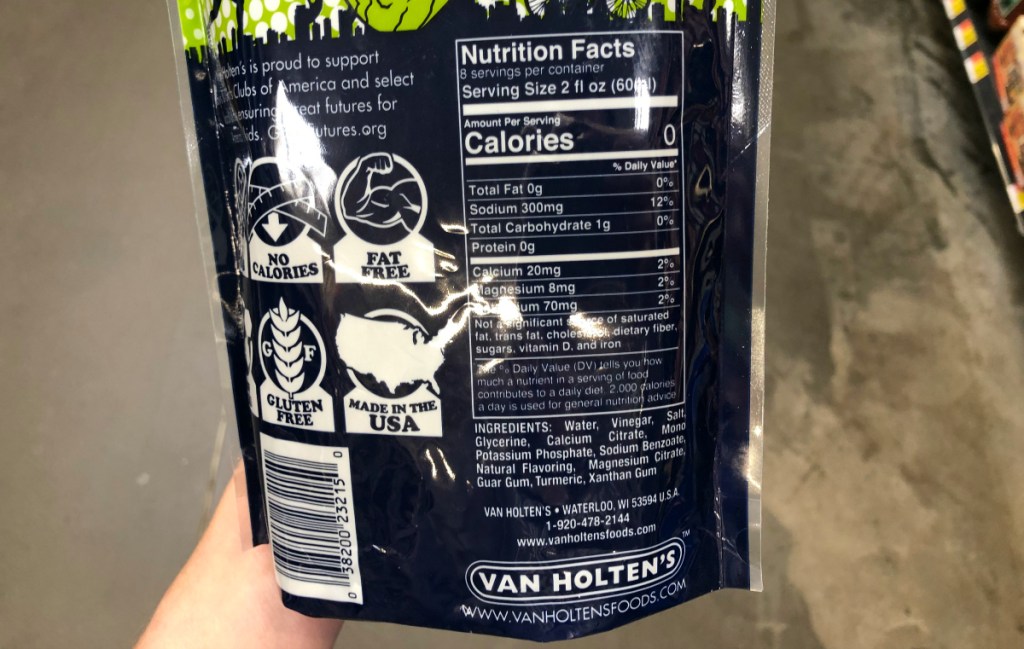 is proud to support
Clubs of America and select
ensuring great futures for
kids.
NO
CALORIES
FAT
FREE
G F
GLUTEN
FREE
MADE IN THE
USA
0 38200 23215 0
Nutrition Facts
8 servings per container
Serving Size 2 fl oz (60ml)
Amount Per Serving
Calories 0
% Daily Value*
Total Fat 0g 0%
Sodium 300mg 12%
Total Carbohydrate 1g 0%
Protein 0g
Calcium 20mg 2%
Magnesium 8mg 2%
70mg 2%
Not a significant source of saturated
fat, trans fat, cholesterol, dietary fiber,
sugars, vitamin D, and iron
% Daily Value (DV) tells you how
much a nutrient in a serving of food
contributes to a daily diet. 2,000 calories
a day is used for general nutrition advice
INGREDIENTS: Water, Vinegar, Salt,
Glycerine, Calcium Citrate, Mono
Potassium Phosphate, Sodium Benzoate,
Natural Flavoring, Magnesium Citrate,
Guar Gum, Turmeric, Xanthan Gum
VAN HOLTEN'S • WATERLOO, WI 53594 U.S.A.
1-920-478-2144
www.vanholtensfoods.com
VAN HOLTEN'S™
WWW.VANHOLTENSFOODS.COM